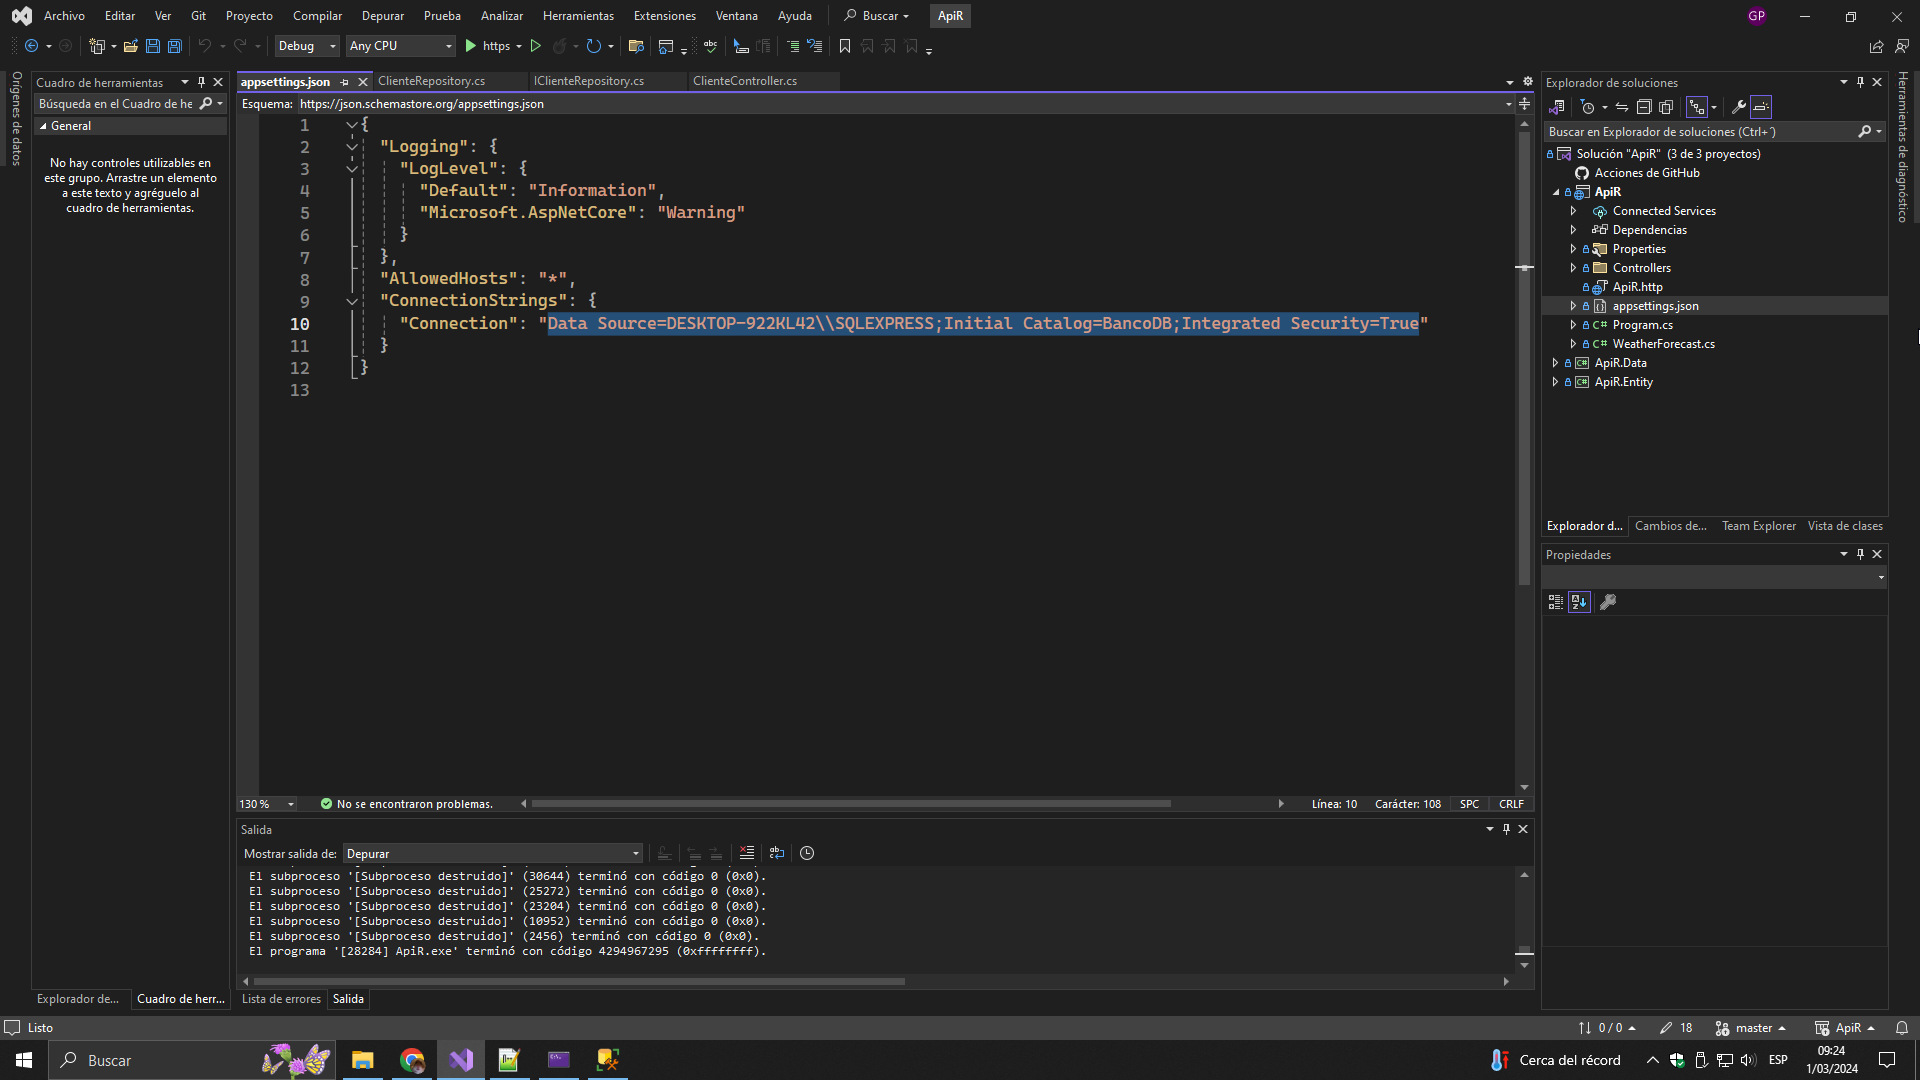 Archivo Editar Ver Git Proyecto Compilar Depurar Prueba Analizar Herramientas Extensiones Ventana Ayuda Buscar ApiR GP
Debug Any CPU https
Orígenes de datos
Cuadro de herramientas
Búsqueda en el Cuadro de he
General
No hay controles utilizables en
este grupo. Arrastre un elemento
a este texto y agréguelo al
cuadro de herramientas.
appsettings.json ClienteRepository.cs IClienteRepository.cs ClienteController.cs
Esquema: https://json.schemastore.org/appsettings.json
1 {
2 "Logging": {
3 "LogLevel": {
4 "Default": "Information",
5 "Microsoft.AspNetCore": "Warning"
6 }
7 },
8 "AllowedHosts": "*",
9 "ConnectionStrings": {
10 "Connection": "Data Source=DESKTOP-922KL42\\SQLEXPRESS;Initial Catalog=BancoDB;Integrated Security=True"
11 }
12 }
13
130 % No se encontraron problemas. Línea: 10 Carácter: 108 SPC CRLF
Salida
Mostrar salida de: Depurar
El subproceso '[Subproceso destruido]' (30644) terminó con código 0 (0x0).
El subproceso '[Subproceso destruido]' (25272) terminó con código 0 (0x0).
El subproceso '[Subproceso destruido]' (23204) terminó con código 0 (0x0).
El subproceso '[Subproceso destruido]' (10952) terminó con código 0 (0x0).
El subproceso '[Subproceso destruido]' (2456) terminó con código 0 (0x0).
El programa '[28284] ApiR.exe' terminó con código 4294967295 (0xffffffff).
Explorador de... Cuadro de herr... Lista de errores Salida
Explorador de soluciones
Buscar en Explorador de soluciones (Ctrl+´)
Solución "ApiR" (3 de 3 proyectos)
Acciones de GitHub
ApiR
Connected Services
Dependencias
Properties
Controllers
ApiR.http
appsettings.json
Program.cs
WeatherForecast.cs
ApiR.Data
ApiR.Entity
Explorador d... Cambios de... Team Explorer Vista de clases
Propiedades
Herramientas de diagnóstico
Listo 0 / 0 18 master ApiR
Buscar Cerca del récord ESP 09:24
1/03/2024